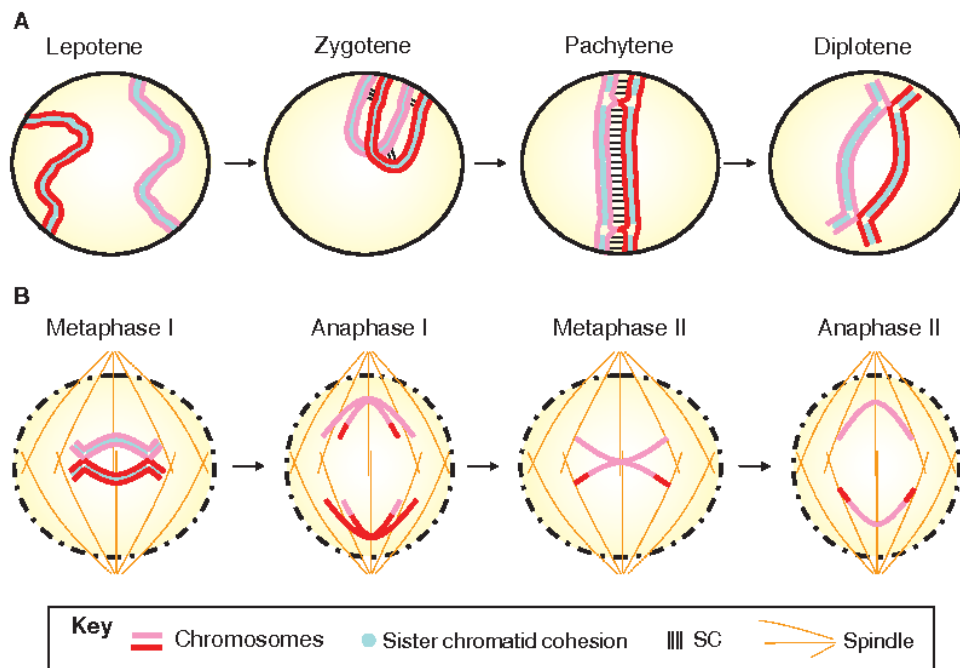 A
Lepotene Zygotene Pachytene Diplotene
B
Metaphase I Anaphase I Metaphase II Anaphase II
Key Chromosomes Sister chromatid cohesion SC Spindle